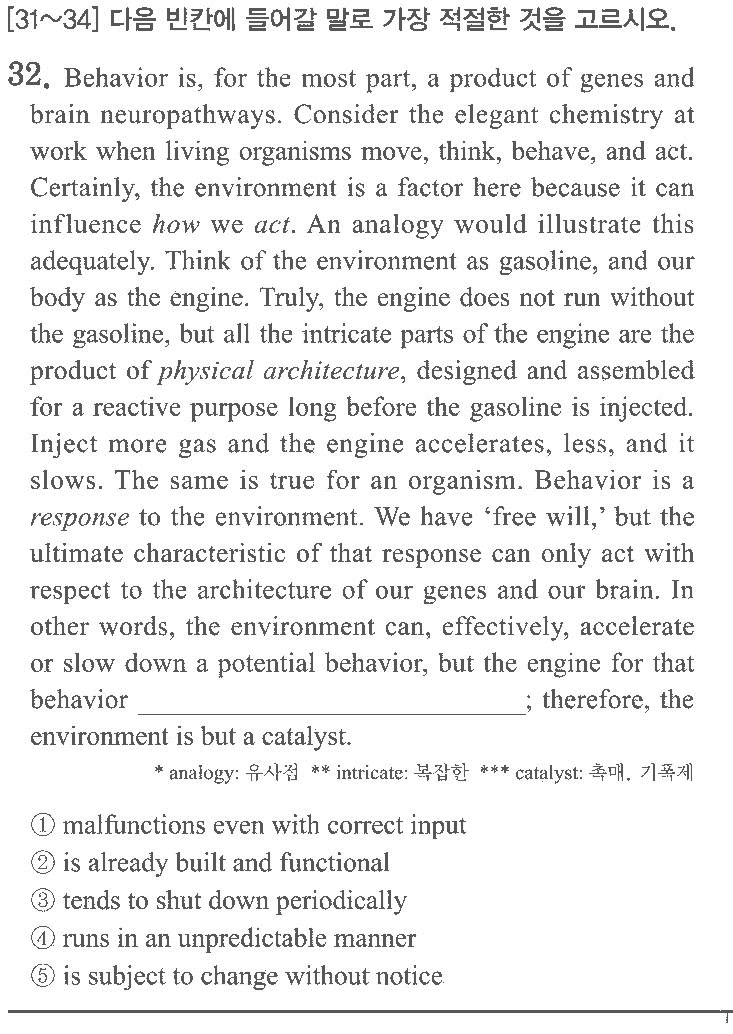 [31~34] 다음 빈칸에 들어갈 말로 가장 적절한 것을 고르시오.
32. Behavior is, for the most part, a product of genes and
brain neuropathways. Consider the elegant chemistry at
work when living organisms move, think, behave, and act.
Certainly, the environment is a factor here because it can
influence how we act. An analogy would illustrate this
adequately. Think of the environment as gasoline, and our
body as the engine. Truly, the engine does not run without
the gasoline, but all the intricate parts of the engine are the
product of physical architecture, designed and assembled
for a reactive purpose long before the gasoline is injected.
Inject more gas and the engine accelerates, less, and it
slows. The same is true for an organism. Behavior is a
response to the environment. We have ‘free will,’ but the
ultimate characteristic of that response can only act with
respect to the architecture of our genes and our brain. In
other words, the environment can, effectively, accelerate
or slow down a potential behavior, but the engine for that
behavior ______________________________; therefore, the
environment is but a catalyst.
* analogy: 유사점 ** intricate: 복잡한 *** catalyst: 촉매, 기폭제
① malfunctions even with correct input
② is already built and functional
③ tends to shut down periodically
④ runs in an unpredictable manner
⑤ is subject to change without notice